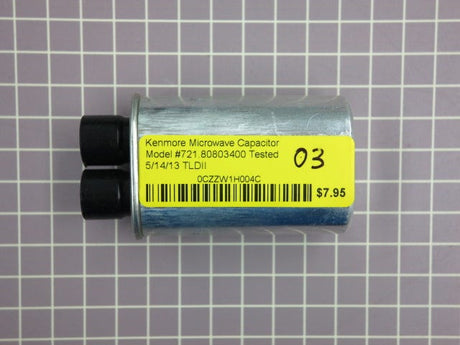 Kenmore Microwave Capacitor
Model #721.80803400 Tested
5/14/13 TLDII
03
0CZZW1H004C
$7.95